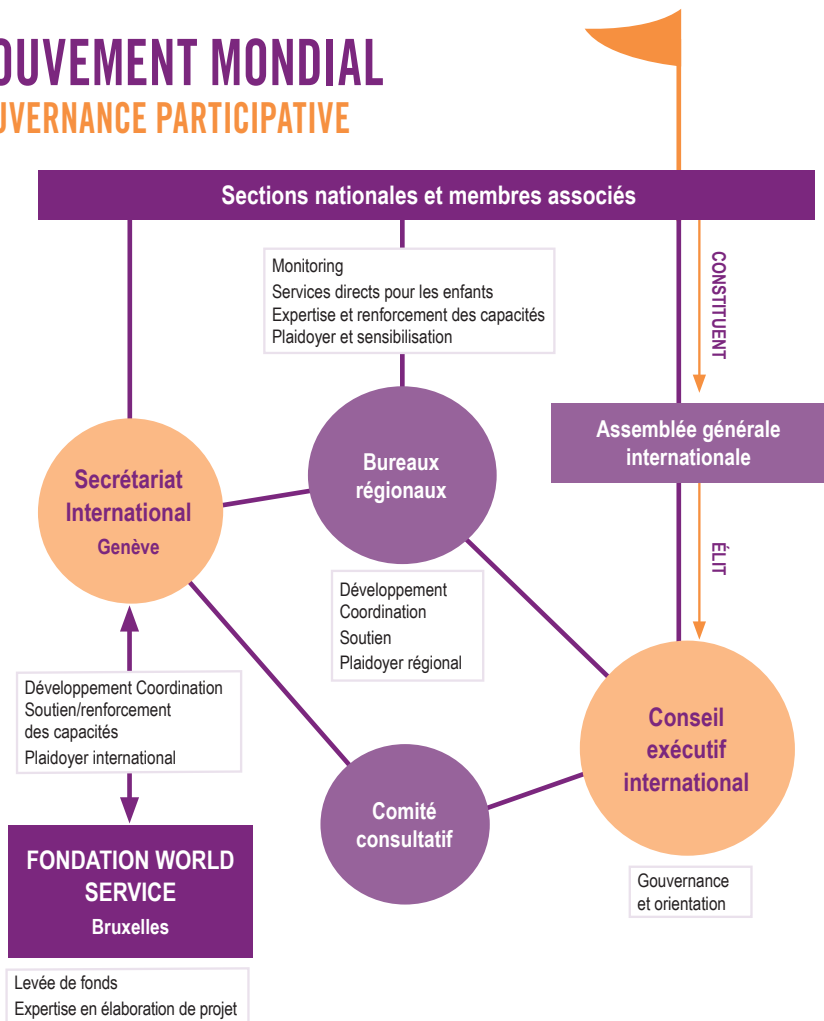 OUVEMENT MONDIAL
UVERNANCE PARTICIPATIVE
Sections nationales et membres associés
Monitoring
Services directs pour les enfants
Expertise et renforcement des capacités
Plaidoyer et sensibilisation
CONSTITUENT
Assemblée générale
internationale
Bureaux
régionaux
Secrétariat
International
Genève
ÉLIT
Développement
Coordination
Soutien
Plaidoyer régional
Développement Coordination
Soutien/renforcement
des capacités
Plaidoyer international
Conseil
exécutif
international
Comité
consultatif
FONDATION WORLD
SERVICE
Bruxelles
Gouvernance
et orientation
Levée de fonds
Expertise en élaboration de projet